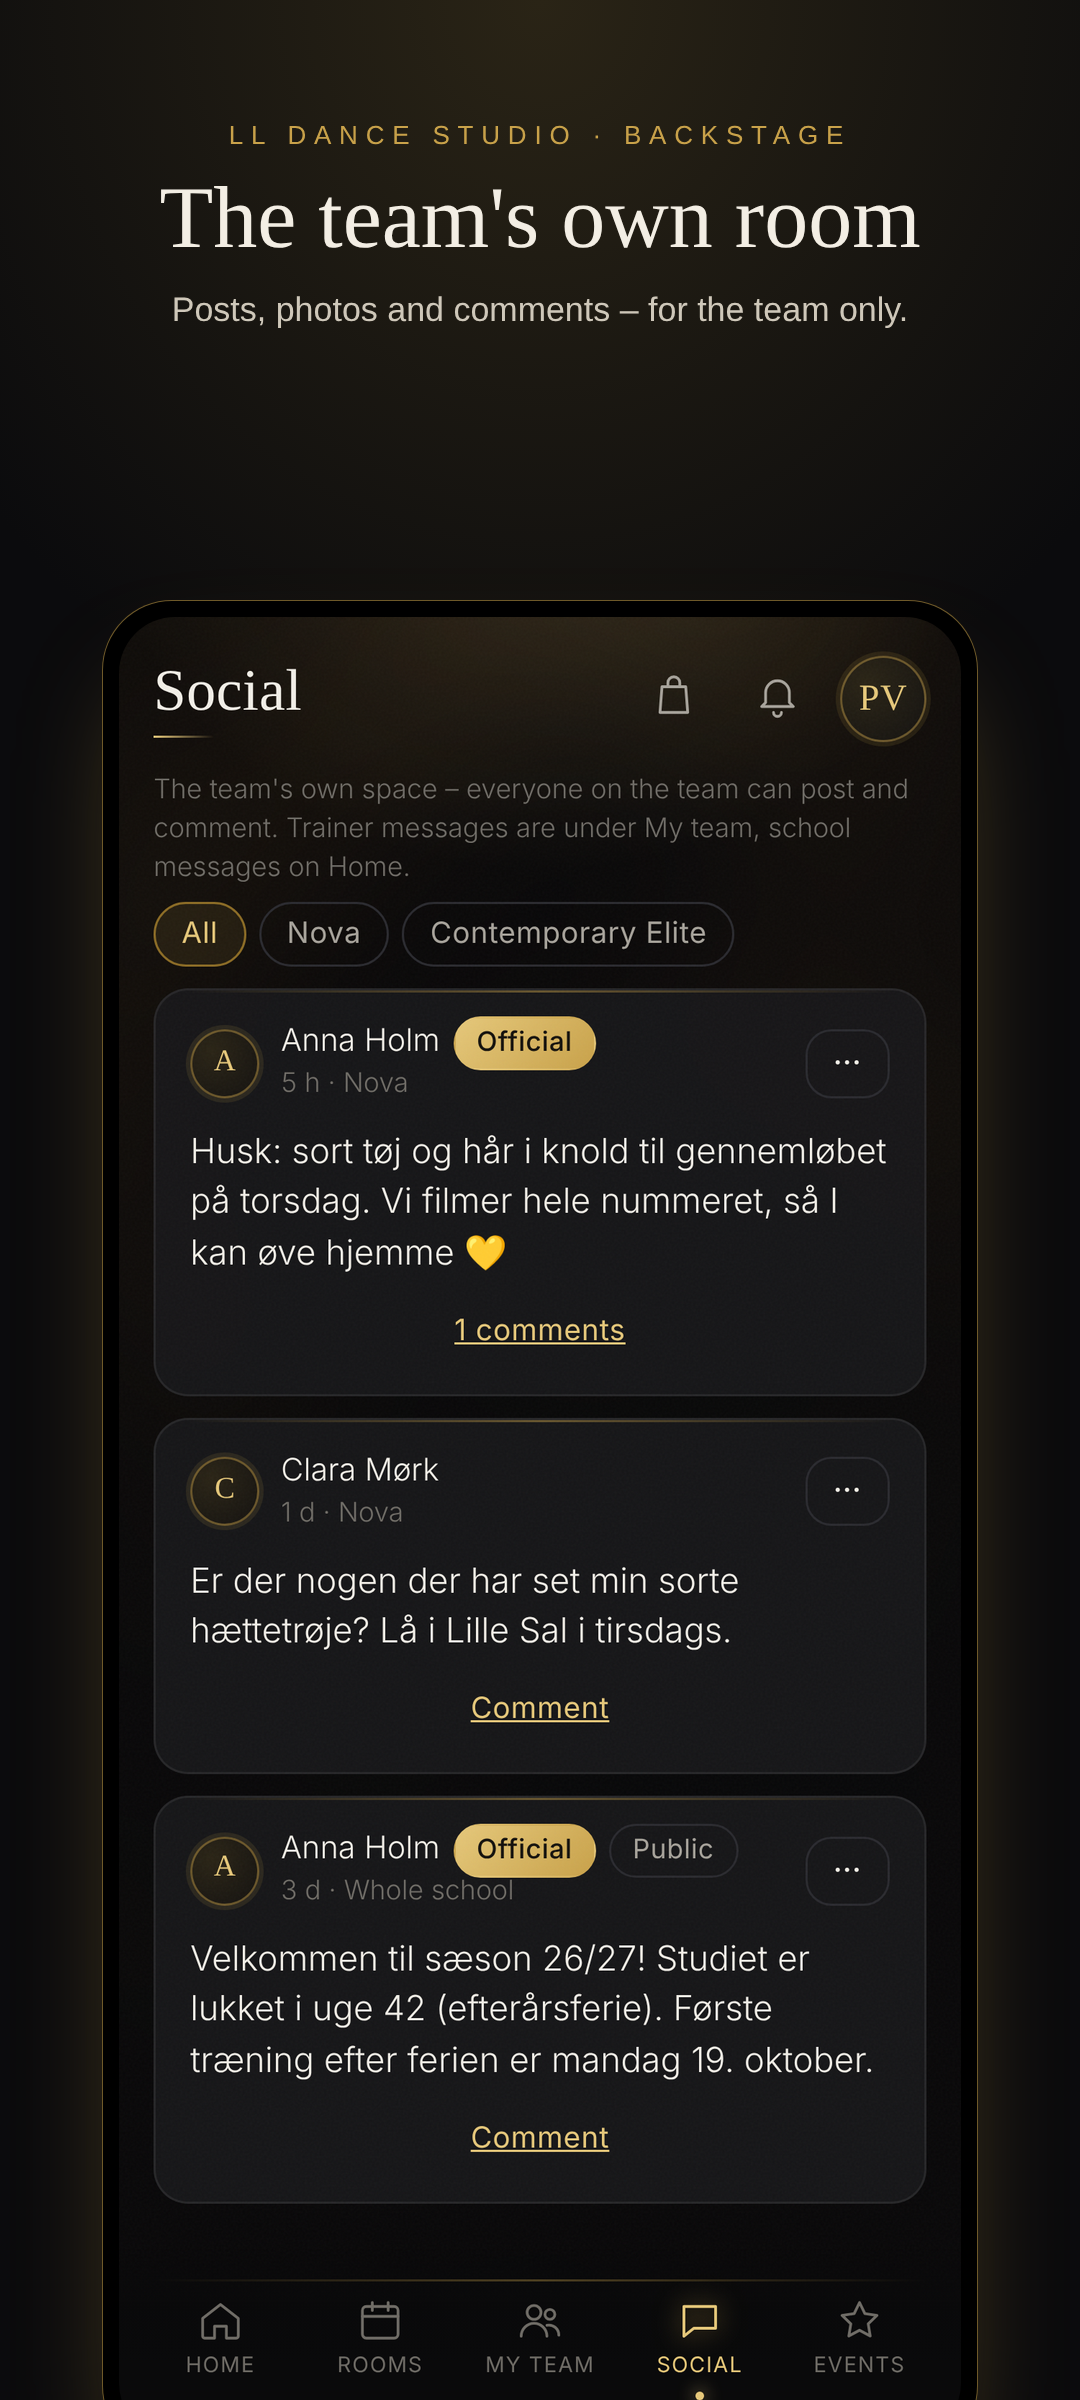 LL DANCE STUDIO · BACKSTAGE
The team's own room
Posts, photos and comments – for the team only.
Social
PV
The team's own space – everyone on the team can post and
comment. Trainer messages are under My team, school
messages on Home.
All Nova Contemporary Elite
A Anna Holm Official ···
5 h · Nova
Husk: sort tøj og hår i knold til gennemløbet
på torsdag. Vi filmer hele nummeret, så I
kan øve hjemme 💛
1 comments
C Clara Mørk ···
1 d · Nova
Er der nogen der har set min sorte
hættetrøje? Lå i Lille Sal i tirsdags.
Comment
A Anna Holm Official Public ···
3 d · Whole school
Velkommen til sæson 26/27! Studiet er
lukket i uge 42 (efterårsferie). Første
træning efter ferien er mandag 19. oktober.
Comment
HOME ROOMS MY TEAM SOCIAL EVENTS